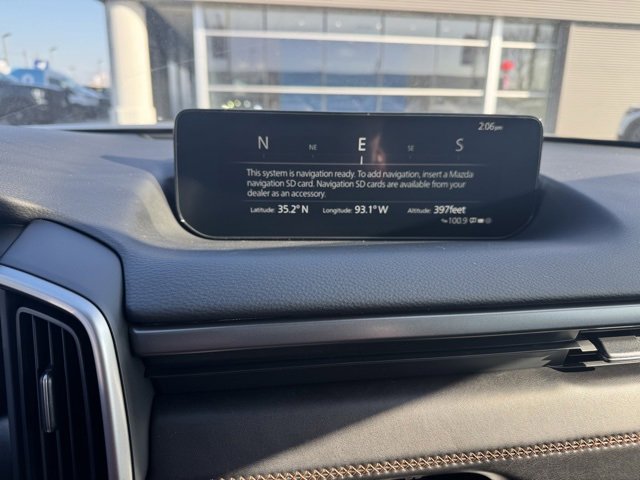 2:06pm
N NE E SE S
This system is navigation ready. To add navigation, insert a Mazda
navigation SD card. Navigation SD cards are available from your
dealer as an accessory.
Latitude: 35.2° N Longitude: 93.1° W Altitude: 397feet
100.9